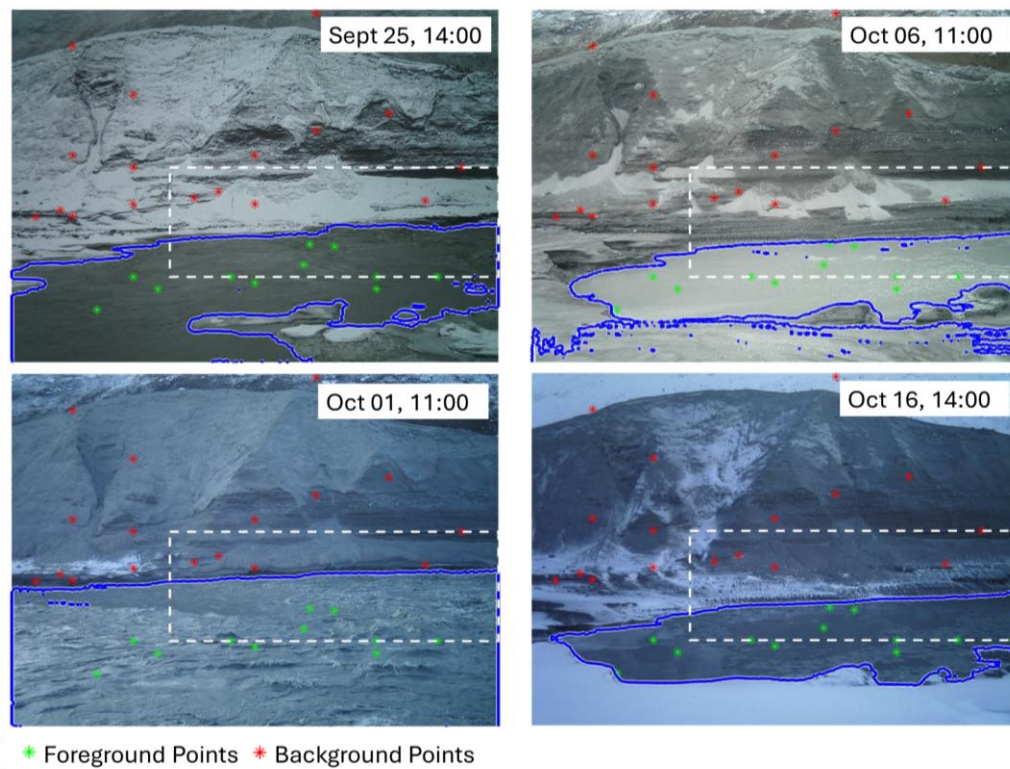 Sept 25, 14:00
Oct 06, 11:00
Oct 01, 11:00
Oct 16, 14:00
Foreground Points
Background Points